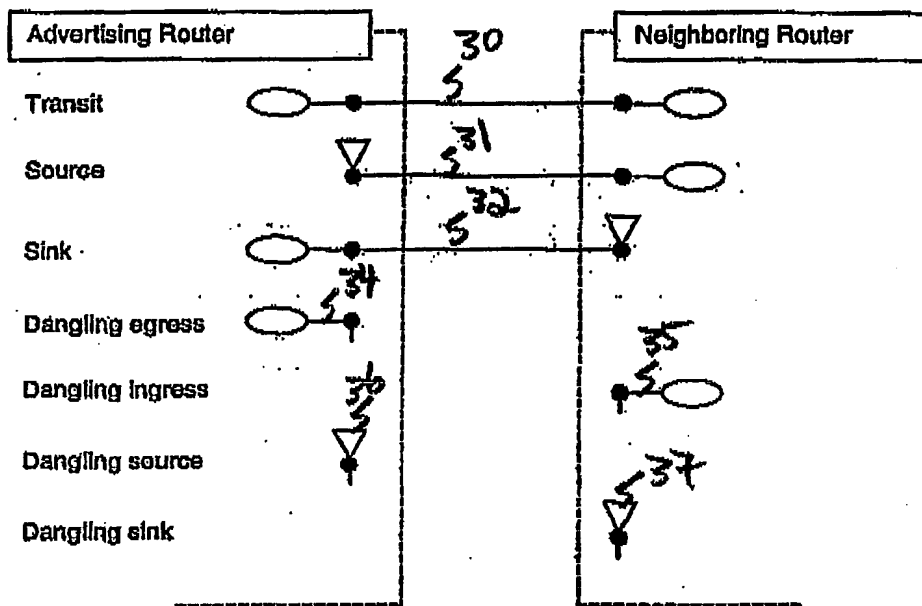 Advertising Router
Neighboring Router
30
Transit
31
Source
32
Sink
34
Dangling egress
35
Dangling ingress
36
Dangling source
37
Dangling sink